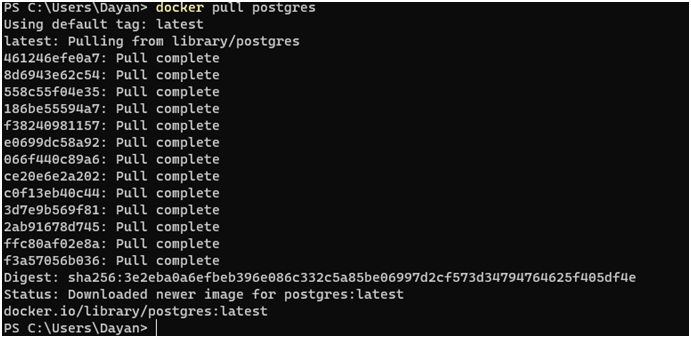 PS C:\Users\Dayan> docker pull postgres
Using default tag: latest
latest: Pulling from library/postgres
461246efe0a7: Pull complete
8d6943e62c54: Pull complete
558c55f04e35: Pull complete
186be55594a7: Pull complete
f38240981157: Pull complete
e0699dc58a92: Pull complete
066f440c89a6: Pull complete
ce20e6e2a202: Pull complete
c0f13eb40c44: Pull complete
3d7e9b569f81: Pull complete
2ab91678d745: Pull complete
ffc80af02e8a: Pull complete
f3a57056b036: Pull complete
Digest: sha256:3e2eba0a6efbeb396e086c332c5a85be06997d2cf573d34794764625f405df4e
Status: Downloaded newer image for postgres:latest
docker.io/library/postgres:latest
PS C:\Users\Dayan>